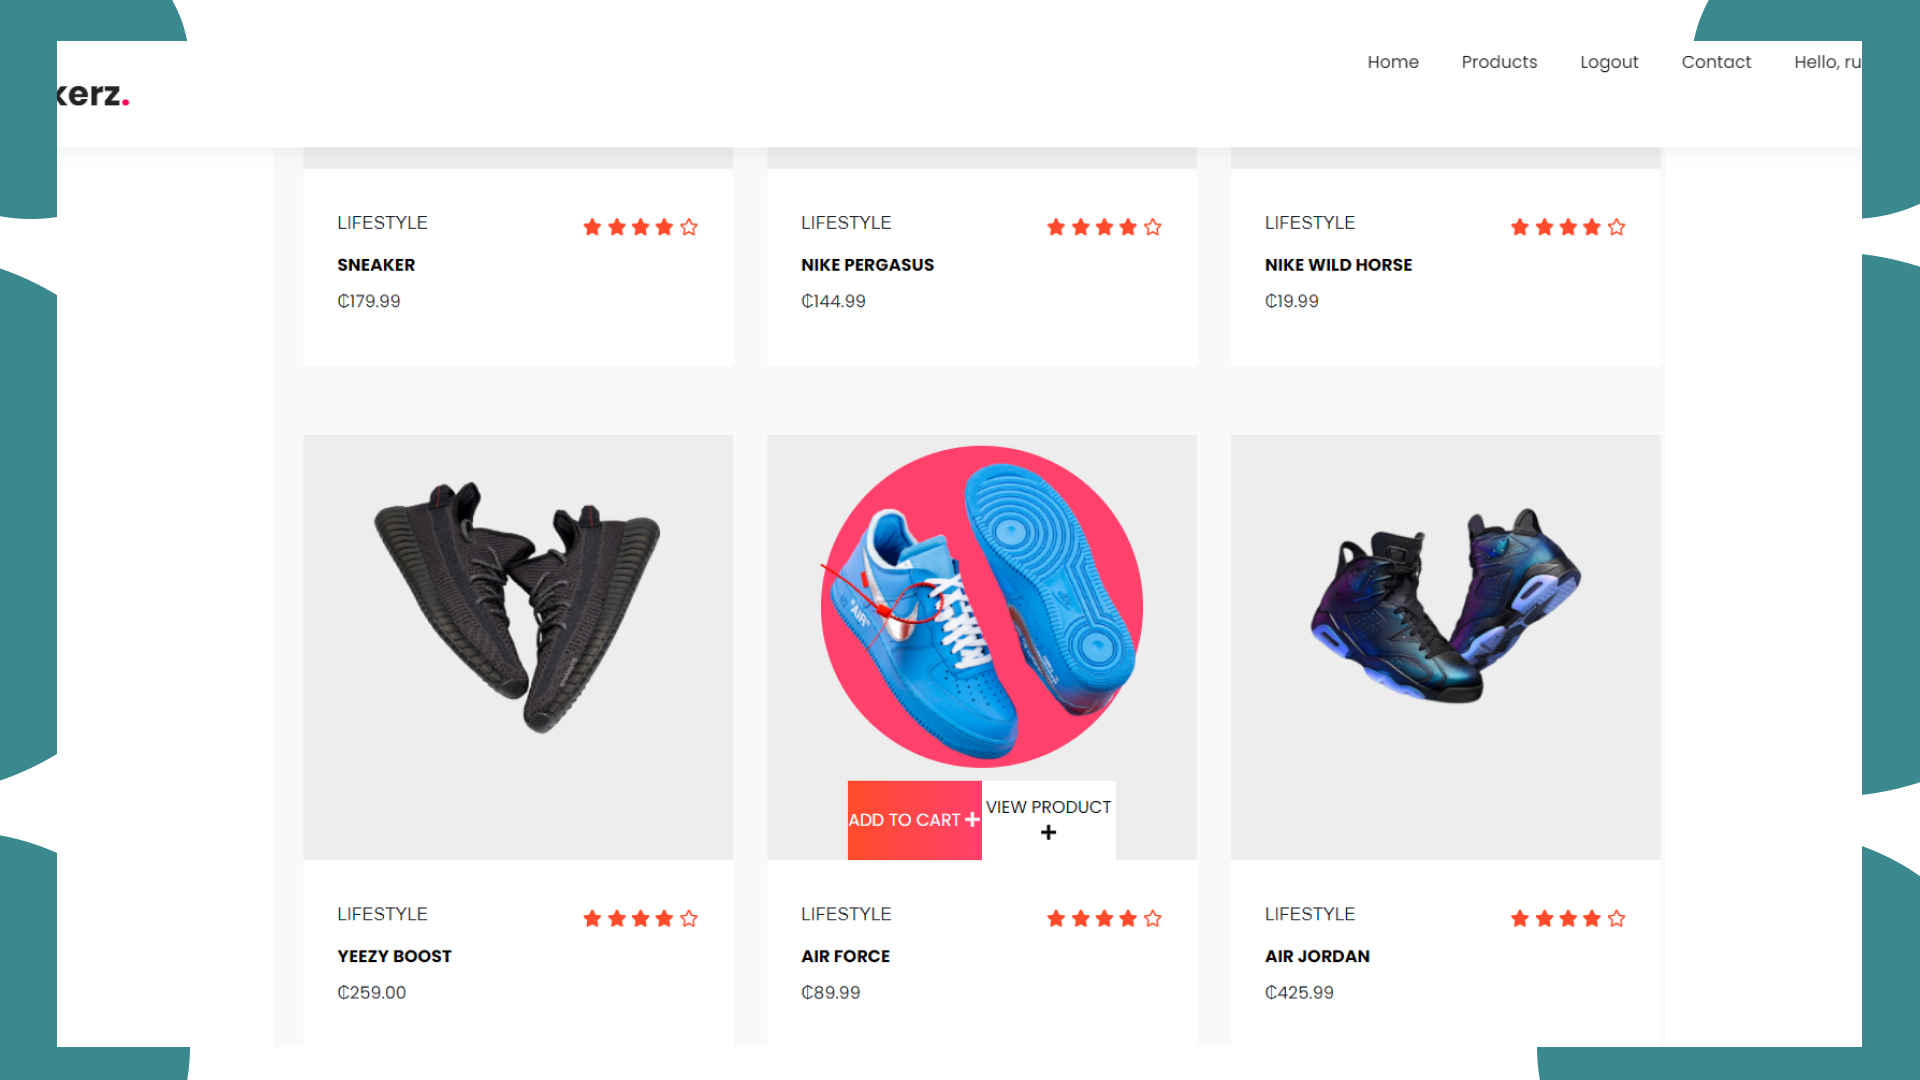 Home Products Logout Contact Hello, ru
kerz.
LIFESTYLE
SNEAKER
₵179.99
LIFESTYLE
NIKE PERGASUS
₵144.99
LIFESTYLE
NIKE WILD HORSE
₵19.99
"AIR"
ADD TO CART +
VIEW PRODUCT
+
LIFESTYLE
YEEZY BOOST
₵259.00
LIFESTYLE
AIR FORCE
₵89.99
LIFESTYLE
AIR JORDAN
₵425.99